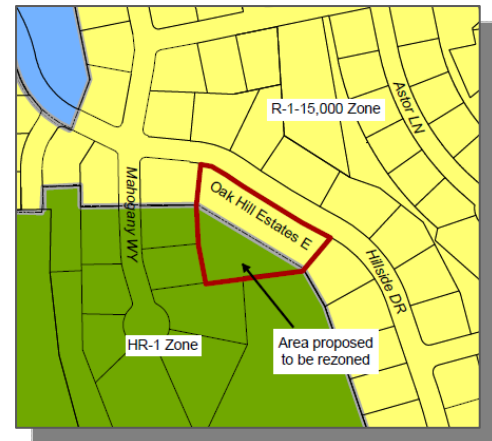 R-1-15,000 Zone
Astor LN
Mahogany WY
Oak Hill Estates E
Hillside DR
HR-1 Zone
Area proposed
to be rezoned